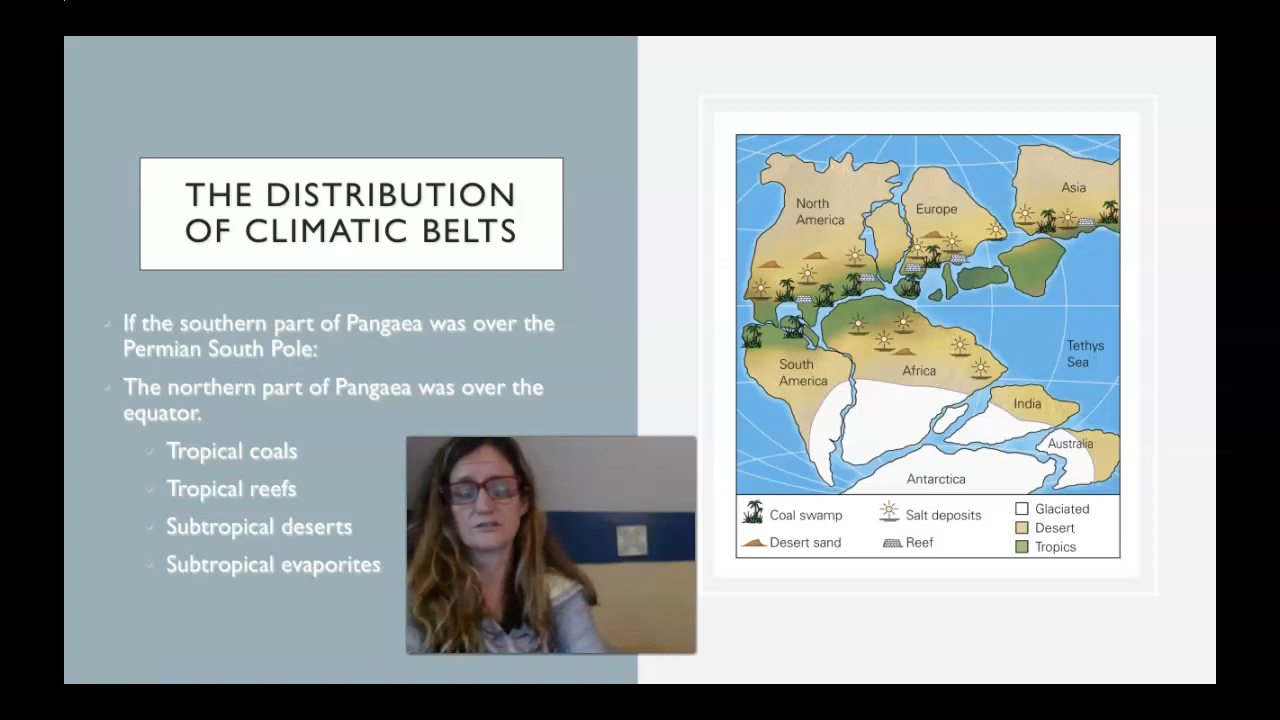 THE DISTRIBUTION
OF CLIMATIC BELTS
If the southern part of Pangaea was over the
Permian South Pole:
The northern part of Pangaea was over the
equator.
Tropical coals
Tropical reefs
Subtropical deserts
Subtropical evaporites
North
America
Europe
Asia
Tethys
Sea
South
America
Africa
India
Australia
Antarctica
Coal swamp
Salt deposits
Glaciated
Desert
Desert sand
Reef
Tropics